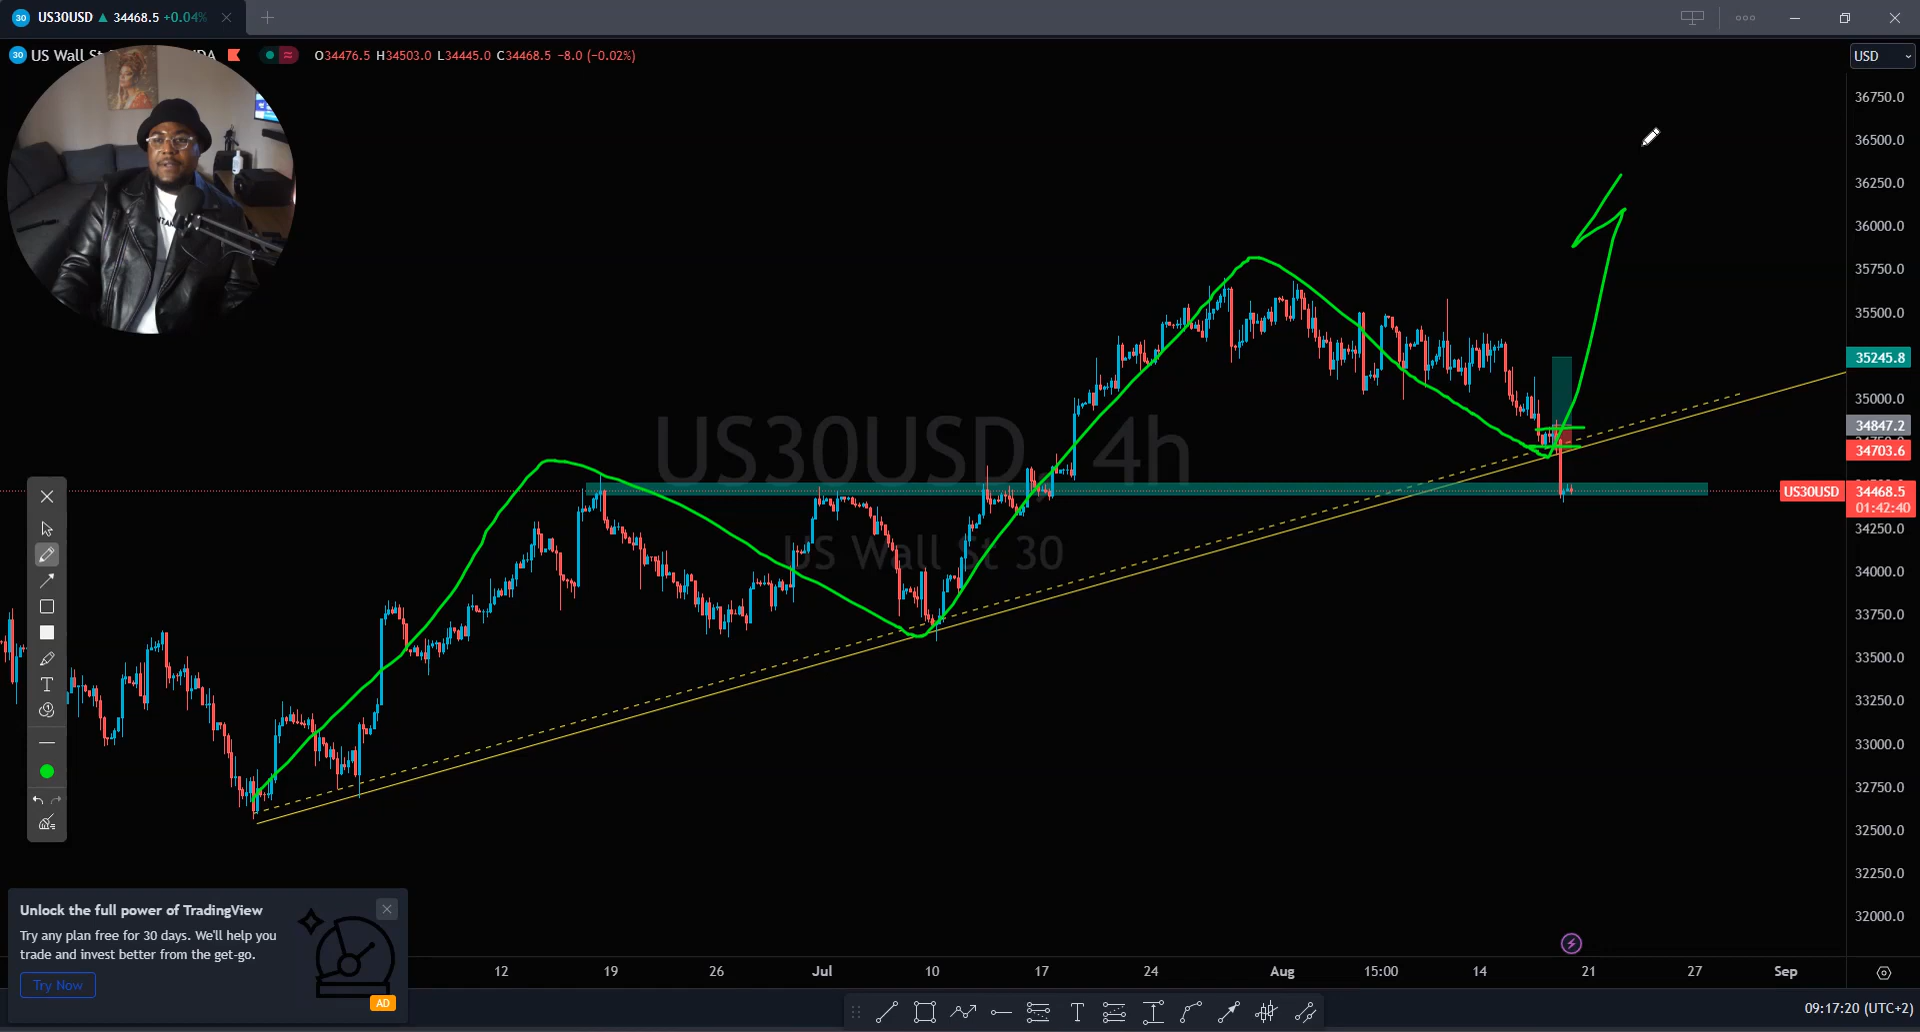 30 US30USD ▲ 34468.5 +0.04%
30 US Wall St DA O34476.5 H34503.0 L34445.0 C34468.5 -8.0 (-0.02%)
USD
36750.0
36500.0
36250.0
36000.0
35750.0
35500.0
35245.8
35000.0
34847.2
34703.6
US30USD 34468.5
01:42:40
34250.0
34000.0
33750.0
33500.0
33250.0
33000.0
32750.0
32500.0
32250.0
32000.0
US30USD, 4h
US Wall St 30
Unlock the full power of TradingView
Try any plan free for 30 days. We'll help you
trade and invest better from the get-go.
Try Now
AD
12 19 26 Jul 10 17 24 Aug 15:00 14 21 27 Sep
09:17:20 (UTC+2)